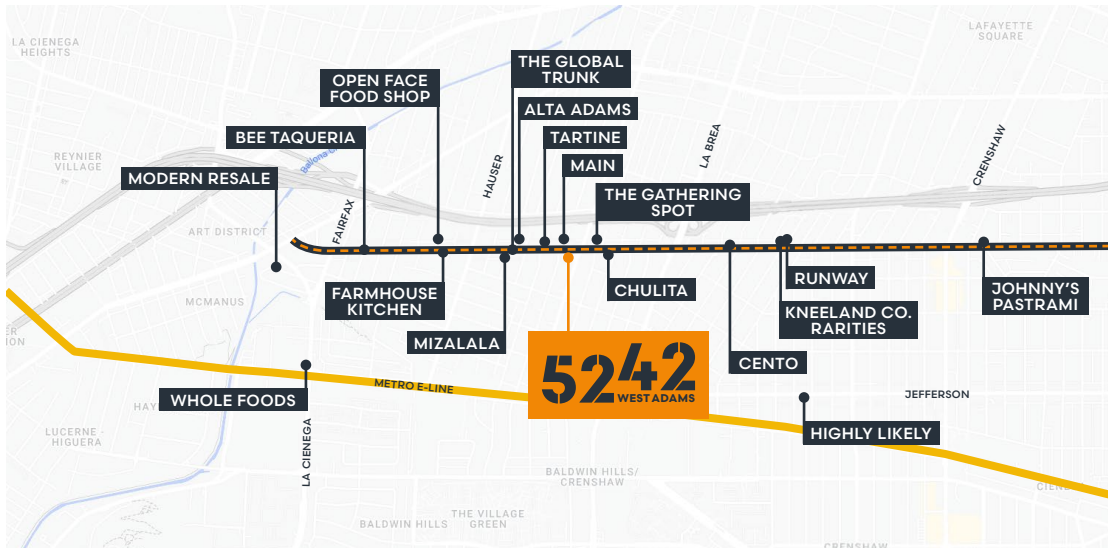 LA CIENEGA
HEIGHTS
LAFAYETTE
SQUARE
THE GLOBAL
TRUNK
OPEN FACE
FOOD SHOP
ALTA ADAMS
BEE TAQUERIA
TARTINE
MAIN
HAUSER
LA BREA
CRENSHAW
REYNIER
VILLAGE
MODERN RESALE
THE GATHERING
SPOT
FAIRFAX
ART DISTRICT
FARMHOUSE
KITCHEN
CHULITA
RUNWAY
JOHNNY'S
PASTRAMI
MCMANUS
KNEELAND CO.
RARITIES
MIZALALA
CENTO
5242
WEST ADAMS
METRO E-LINE
WHOLE FOODS
JEFFERSON
LUCERNE -
HIGUERA
LA CIENEGA
HIGHLY LIKELY
BALDWIN HILLS/
CRENSHAW
THE VILLAGE
GREEN
BALDWIN HILLS
CRENSHAW